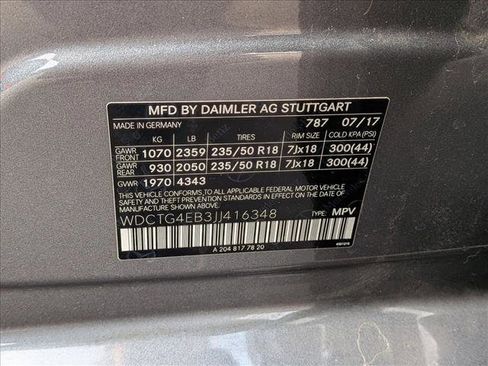 MFD BY DAIMLER AG STUTTGART
MADE IN GERMANY 787 07/17
KG LB TIRES RIM SIZE COLD KPA (PSI)
GAWR FRONT 1070 2359 235/50 R18 7Jx18 300(44)
GAWR REAR 930 2050 235/50 R18 7Jx18 300(44)
GVWR 1970 4343
THIS VEHICLE CONFORMS TO ALL APPLICABLE FEDERAL MOTOR VEHICLE
SAFETY, BUMPER, AND THEFT PREVENTION STANDARDS IN EFFECT
ON THE DATE OF MANUFACTURE SHOWN ABOVE.
WDCTG4EB3JJ416348 TYPE: MPV
A 204 817 78 20